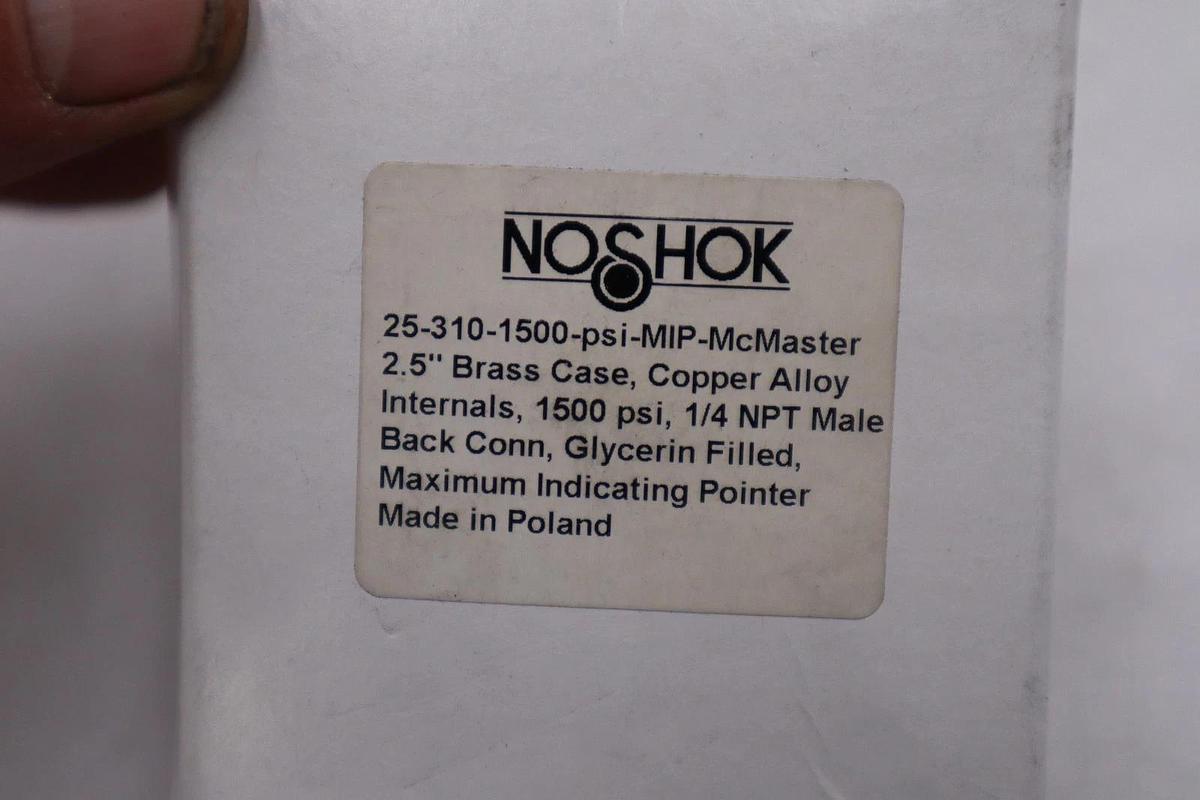 NOSHOK
25-310-1500-psi-MIP-McMaster
2.5" Brass Case, Copper Alloy
Internals, 1500 psi, 1/4 NPT Male
Back Conn, Glycerin Filled,
Maximum Indicating Pointer
Made in Poland